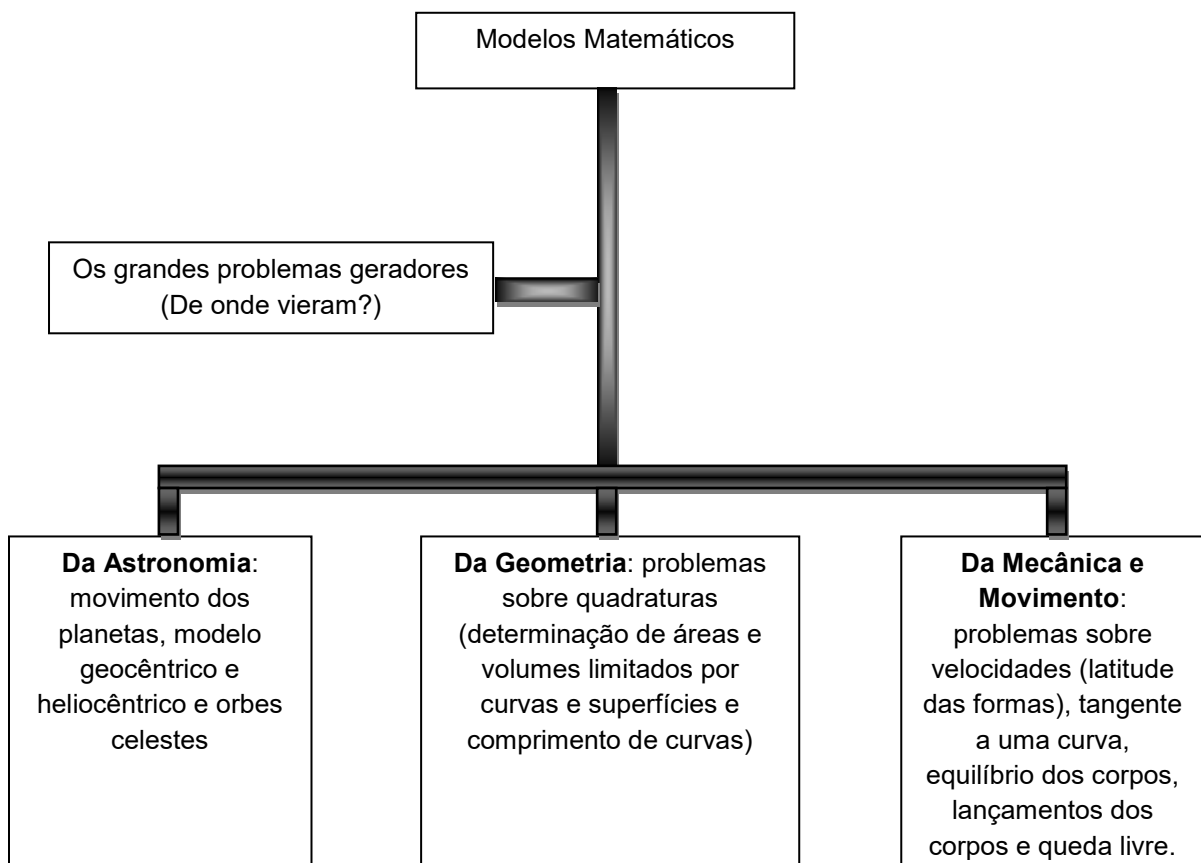 Modelos Matemáticos
Os grandes problemas geradores
(De onde vieram?)
Da Astronomia:
movimento dos
planetas, modelo
geocêntrico e
heliocêntrico e orbes
celestes
Da Geometria: problemas
sobre quadraturas
(determinação de áreas e
volumes limitados por
curvas e superfícies e
comprimento de curvas)
Da Mecânica e
Movimento:
problemas sobre
velocidades (latitude
das formas), tangente
a uma curva,
equilíbrio dos corpos,
lançamentos dos
corpos e queda livre.